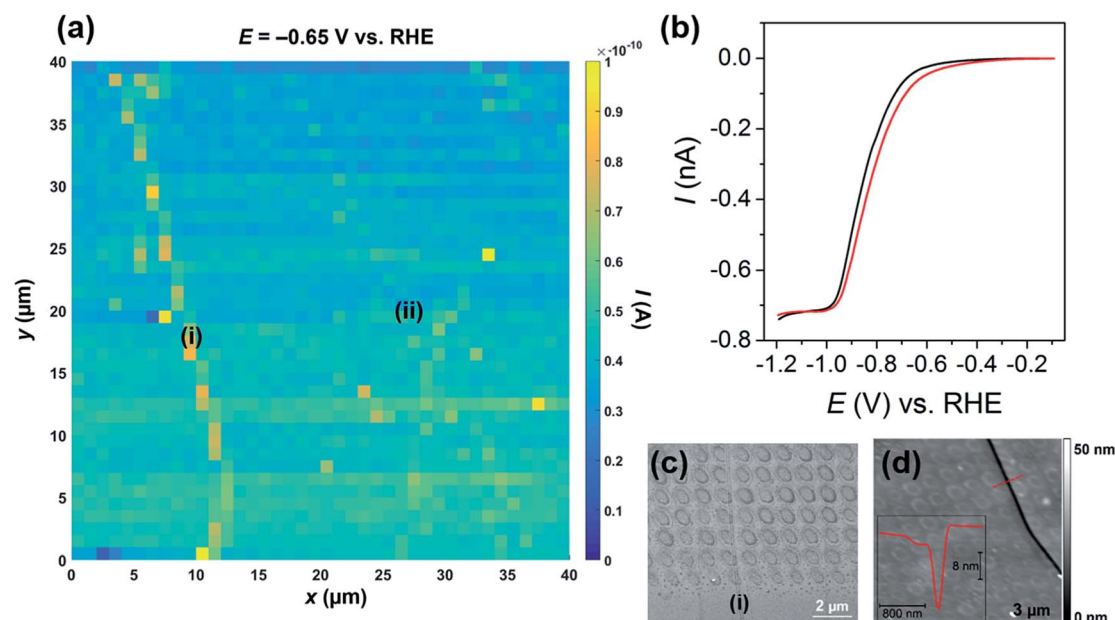 (a)
E = –0.65 V vs. RHE
× -10⁻¹⁰
40
35
30
25
20
15
10
5
0
y (µm)
0 5 10 15 20 25 30 35 40
x (µm)
(i)
(ii)
1
0.9
0.8
0.7
0.6
0.5
0.4
0.3
0.2
0.1
0
I (A)
(b)
0.0
-0.2
-0.4
-0.6
-0.8
I (nA)
-1.2 -1.0 -0.8 -0.6 -0.4 -0.2
E (V) vs. RHE
(c)
(i)
2 µm
(d)
8 nm
800 nm
3 µm
50 nm
0 nm